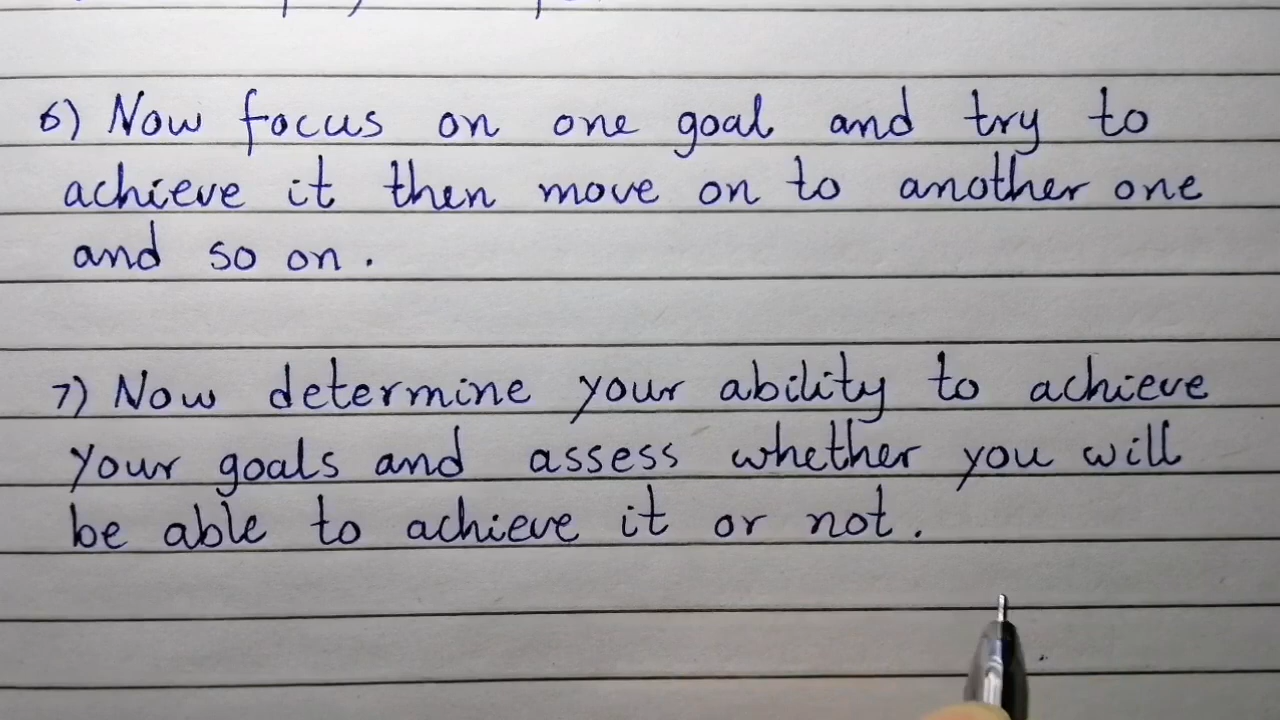 6) Now focus on one goal and try to
achieve it then move on to another one
and so on.
7) Now determine your ability to achieve
your goals and assess whether you will
be able to achieve it or not.